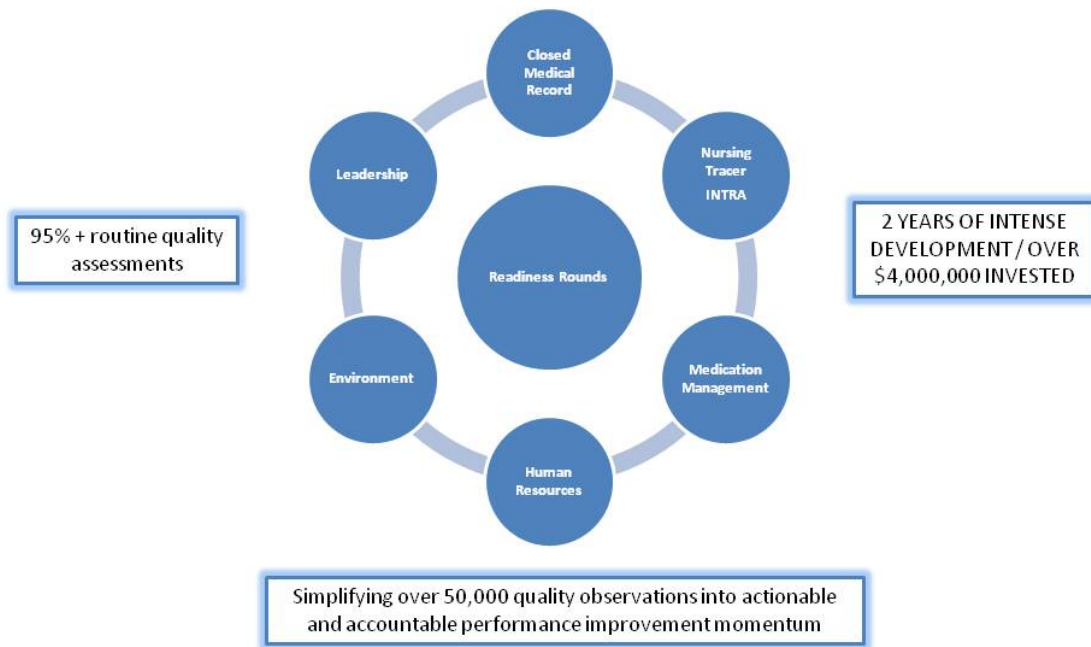 Closed
Medical
Record
Nursing
Tracer
INTRA
Leadership
95% + routine quality
assessments
2 YEARS OF INTENSE
DEVELOPMENT / OVER
$4,000,000 INVESTED
Readiness Rounds
Environment
Medication
Management
Human
Resources
Simplifying over 50,000 quality observations into actionable
and accountable performance improvement momentum